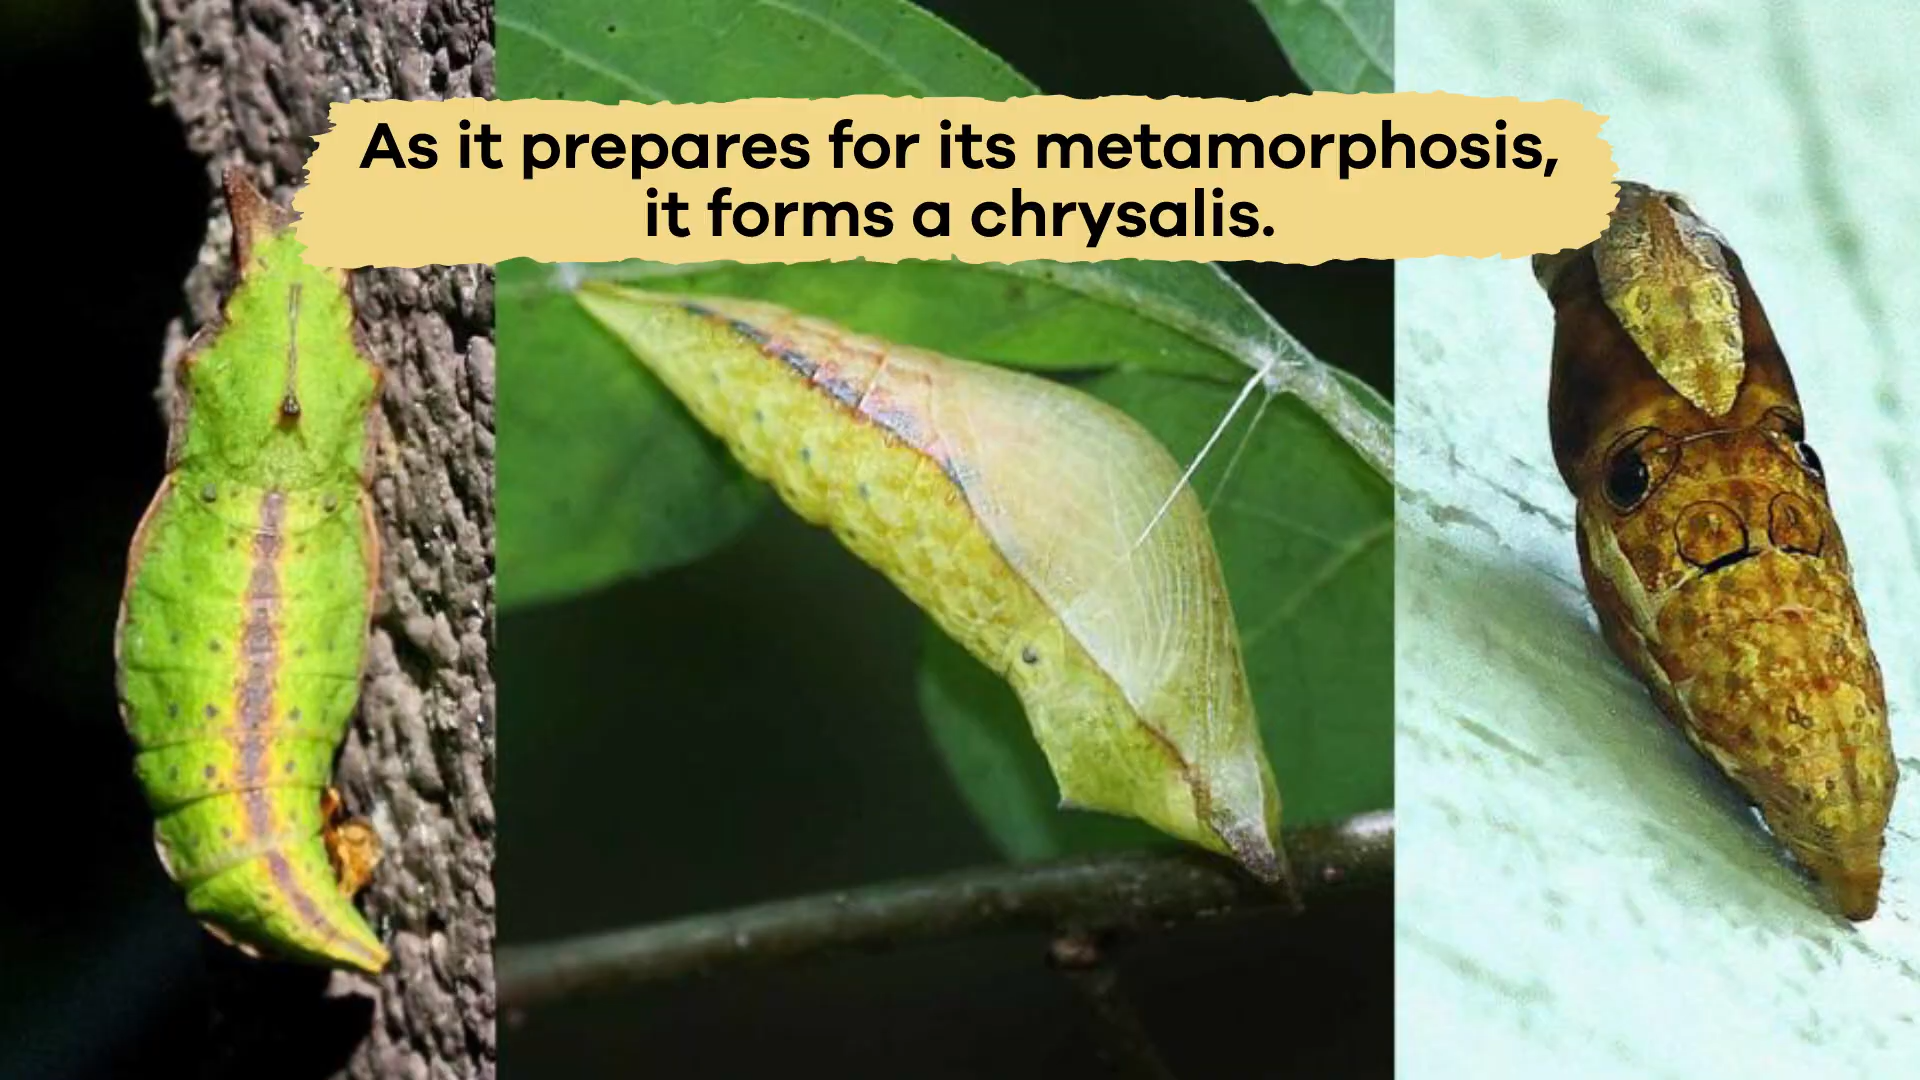 As it prepares for its metamorphosis,
it forms a chrysalis.